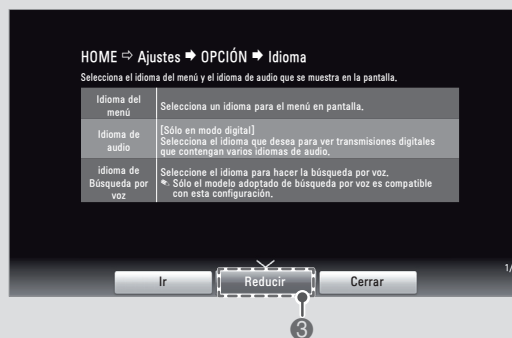 HOME ⇨ Ajustes ➡ OPCIÓN ➡ Idioma
Selecciona el idioma del menú y el idioma de audio que se muestra en la pantalla.
Idioma del
menú
Selecciona un idioma para el menú en pantalla.
Idioma de
audio
[Sólo en modo digital]
Selecciona el idioma que desea para ver transmisiones digitales
que contengan varios idiomas de audio.
idioma de
Búsqueda por
voz
Seleccione el idioma para hacer la búsqueda por voz.
Sólo el modelo adoptado de búsqueda por voz es compatible
con esta configuración.
1/
Ir
Reducir
Cerrar
3